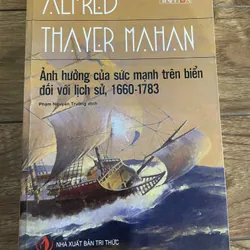 ALFRED
THAYER MAHAN
Ảnh hưởng của sức mạnh trên biển
đối với lịch sử, 1660-1783
Phạm Nguyên Trường dịch
NHÀ XUẤT BẢN TRI THỨC